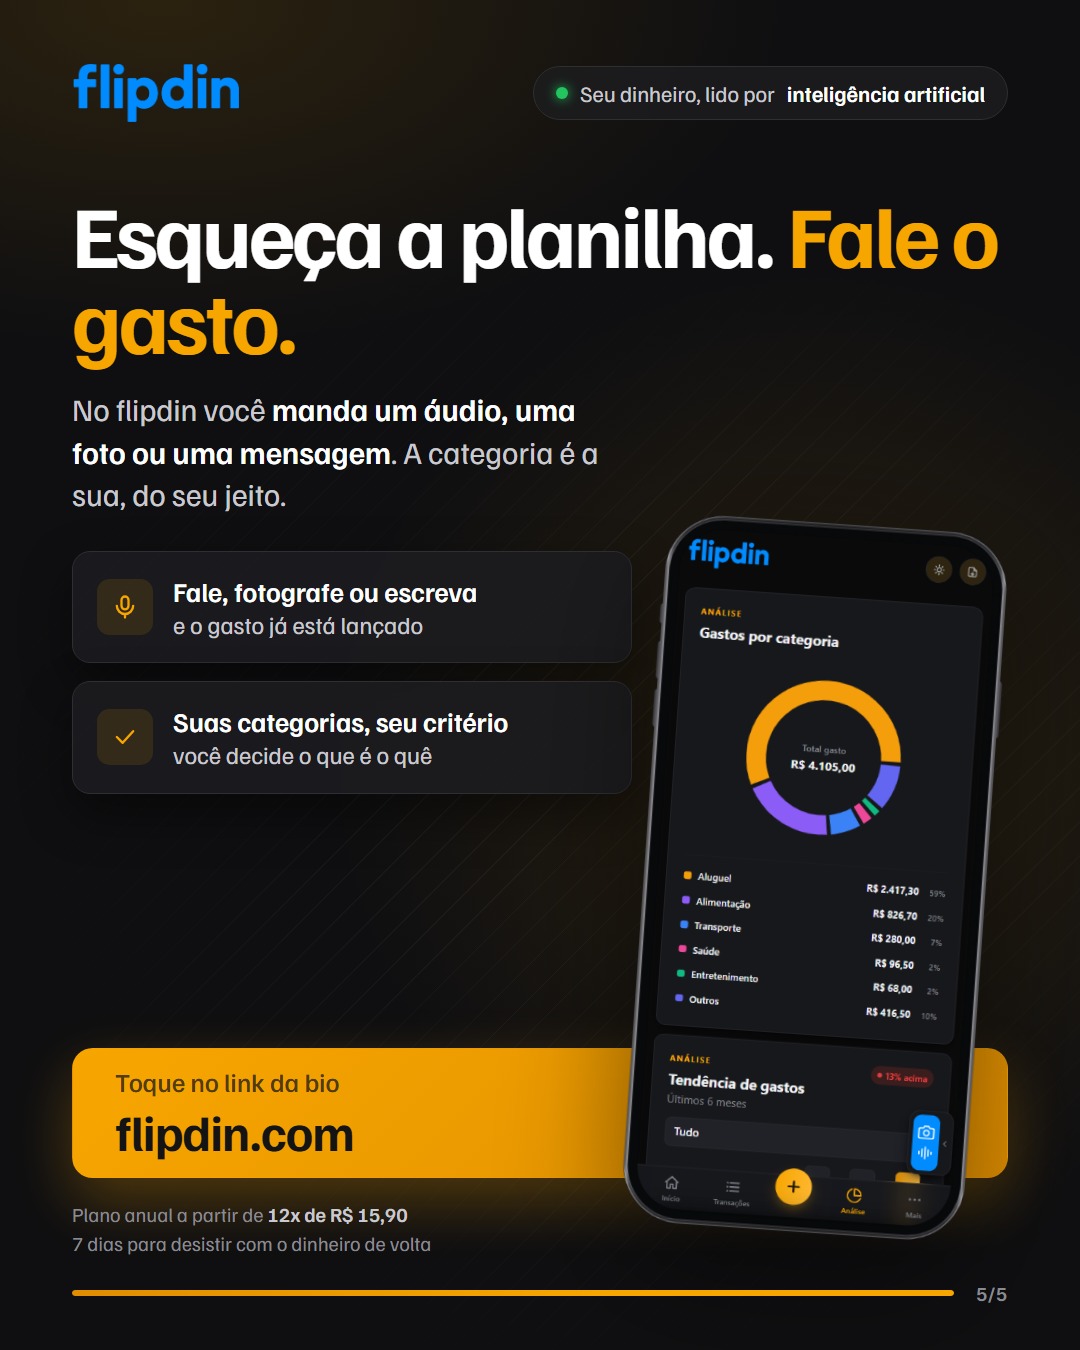 flipdin
Seu dinheiro, lido por inteligência artificial
Esqueça a planilha. Fale o
gasto.
No flipdin você manda um áudio, uma
foto ou uma mensagem. A categoria é a
sua, do seu jeito.
Fale, fotografe ou escreva
e o gasto já está lançado
Suas categorias, seu critério
você decide o que é o quê
flipdin
ANÁLISE
Gastos por categoria
Total gasto
R$ 4.105,00
Aluguel R$ 2.417,30 59%
Alimentação R$ 826,70 20%
Transporte R$ 280,00 7%
Saúde R$ 96,50 2%
Entretenimento R$ 68,00 2%
Outros R$ 416,50 10%
ANÁLISE
13% acima
Tendência de gastos
Últimos 6 meses
Tudo
Início Transações Análise Mais
Toque no link da bio
flipdin.com
Plano anual a partir de 12x de R$ 15,90
7 dias para desistir com o dinheiro de volta
5/5